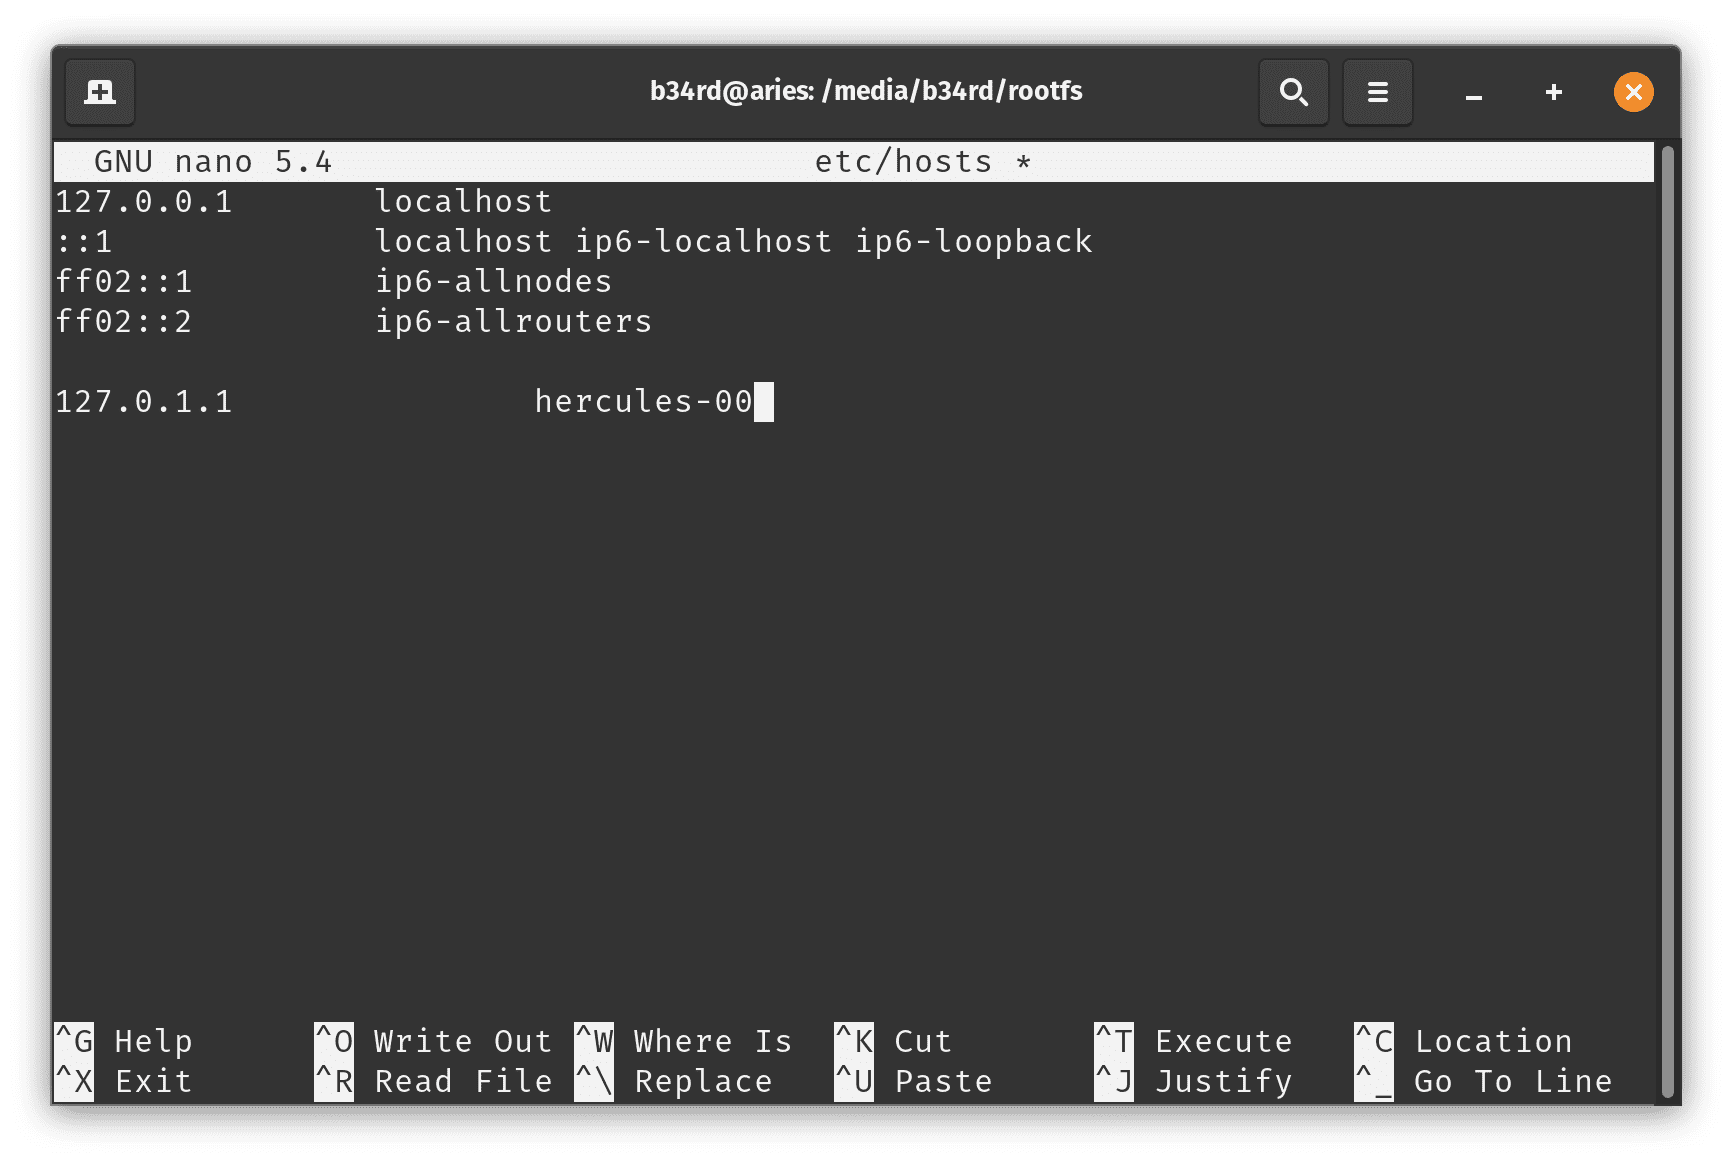 b34rd@aries: /media/b34rd/rootfs
GNU nano 5.4 etc/hosts *
127.0.0.1 localhost
::1 localhost ip6-localhost ip6-loopback
ff02::1 ip6-allnodes
ff02::2 ip6-allrouters
127.0.1.1 hercules-00
^G Help ^O Write Out ^W Where Is ^K Cut ^T Execute ^C Location
^X Exit ^R Read File ^\ Replace ^U Paste ^J Justify ^_ Go To Line